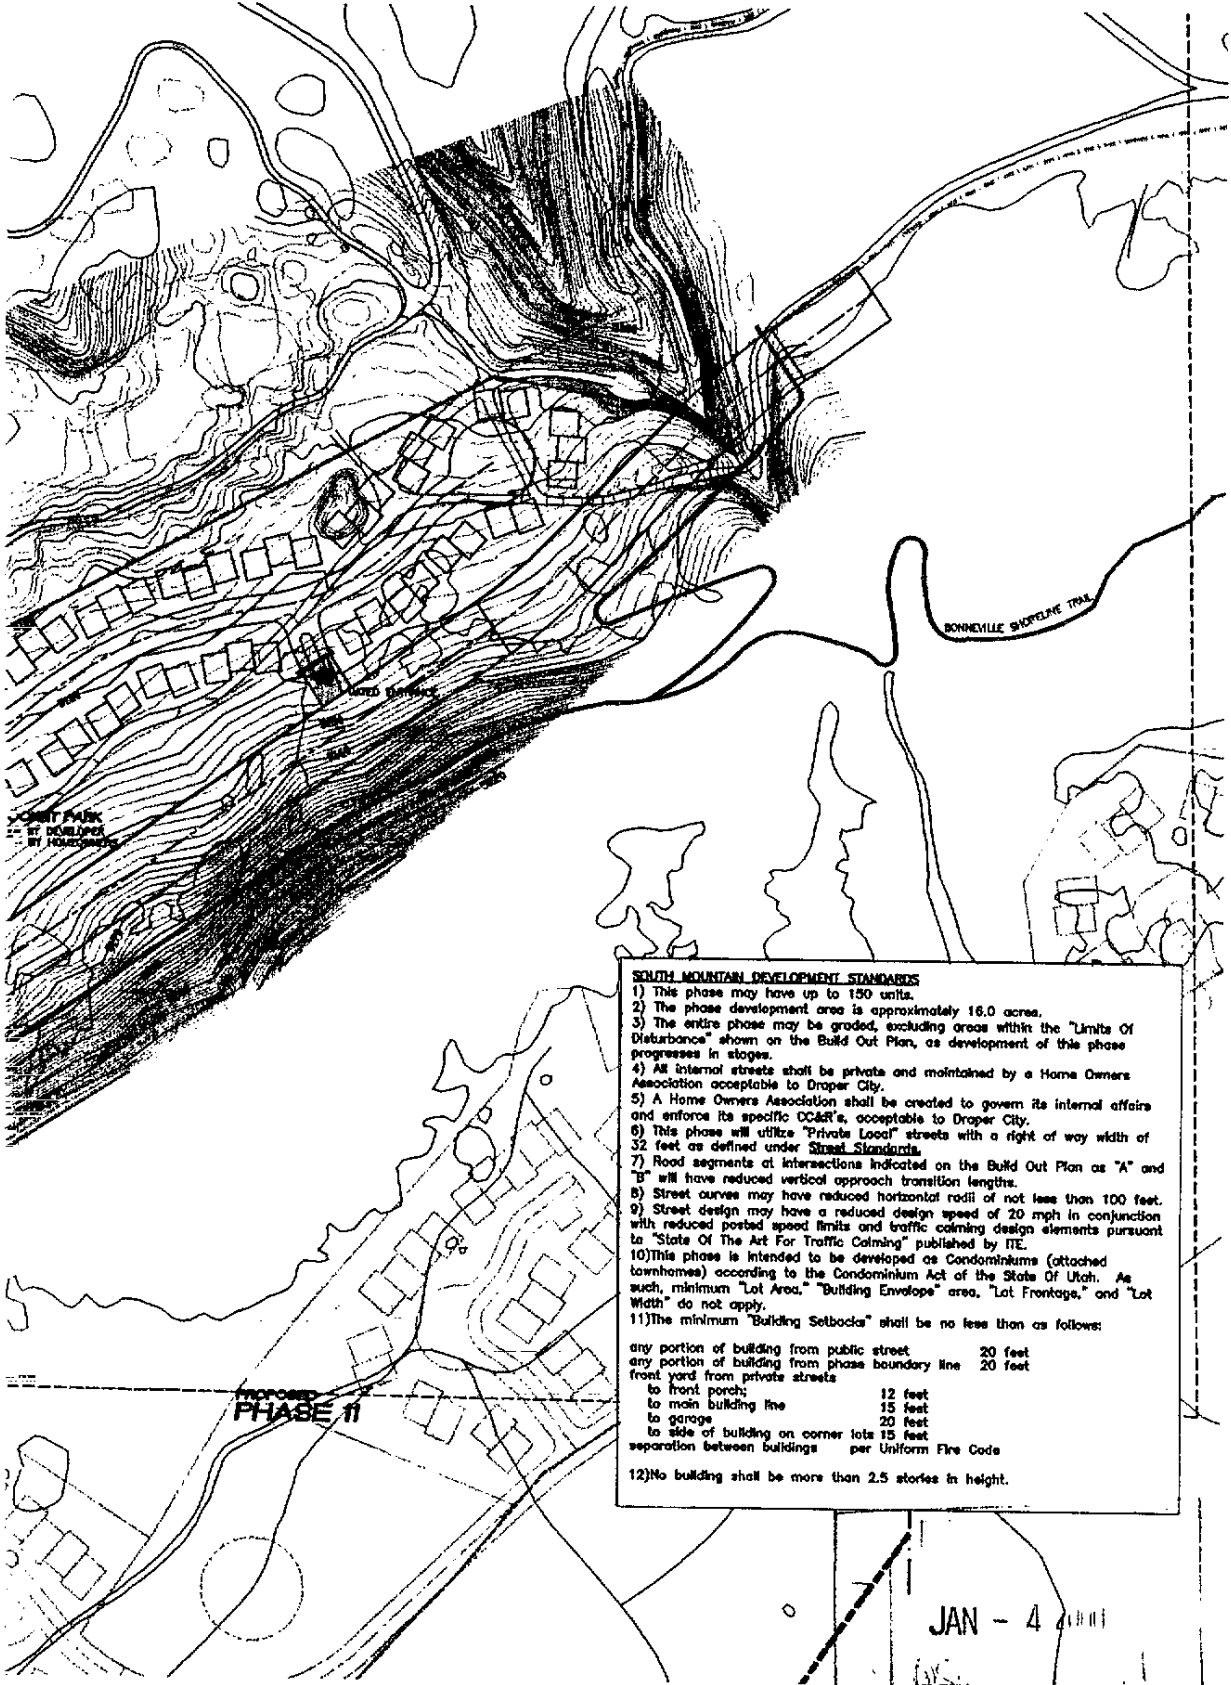 BONNEVILLE SHORELINE TRAIL
GATED ENTRANCE
PARK
BY DEVELOPER
BY HOMEOWNERS
SOUTH MOUNTAIN DEVELOPMENT STANDARDS
1) This phase may have up to 150 units.
2) The phase development area is approximately 16.0 acres.
3) The entire phase may be graded, excluding areas within the "Limits Of
Disturbance" shown on the Build Out Plan, as development of this phase
progresses in stages.
4) All internal streets shall be private and maintained by a Home Owners
Association acceptable to Draper City.
5) A Home Owners Association shall be created to govern its internal affairs
and enforce its specific CC&R's, acceptable to Draper City.
6) This phase will utilize "Private Local" streets with a right of way width of
32 feet as defined under Street Standards.
7) Road segments at intersections indicated on the Build Out Plan as "A" and
"B" will have reduced vertical approach transition lengths.
8) Street curves may have reduced horizontal radii of not less than 100 feet.
9) Street design may have a reduced design speed of 20 mph in conjunction
with reduced posted speed limits and traffic calming design elements pursuant
to "State Of The Art For Traffic Calming" published by ITE.
10)This phase is intended to be developed as Condominiums (attached
townhomes) according to the Condominium Act of the State Of Utah. As
such, minimum "Lot Area," "Building Envelope" area, "Lot Frontage," and "Lot
Width" do not apply.
11)The minimum "Building Setbacks" shall be no less than as follows:
any portion of building from public street 20 feet
any portion of building from phase boundary line 20 feet
front yard from private streets
to front porch; 12 feet
to main building line 15 feet
to garage 20 feet
to side of building on corner lots 15 feet
separation between buildings per Uniform Fire Code
12)No building shall be more than 2.5 stories in height.
PROPOSED
PHASE 11
JAN - 4